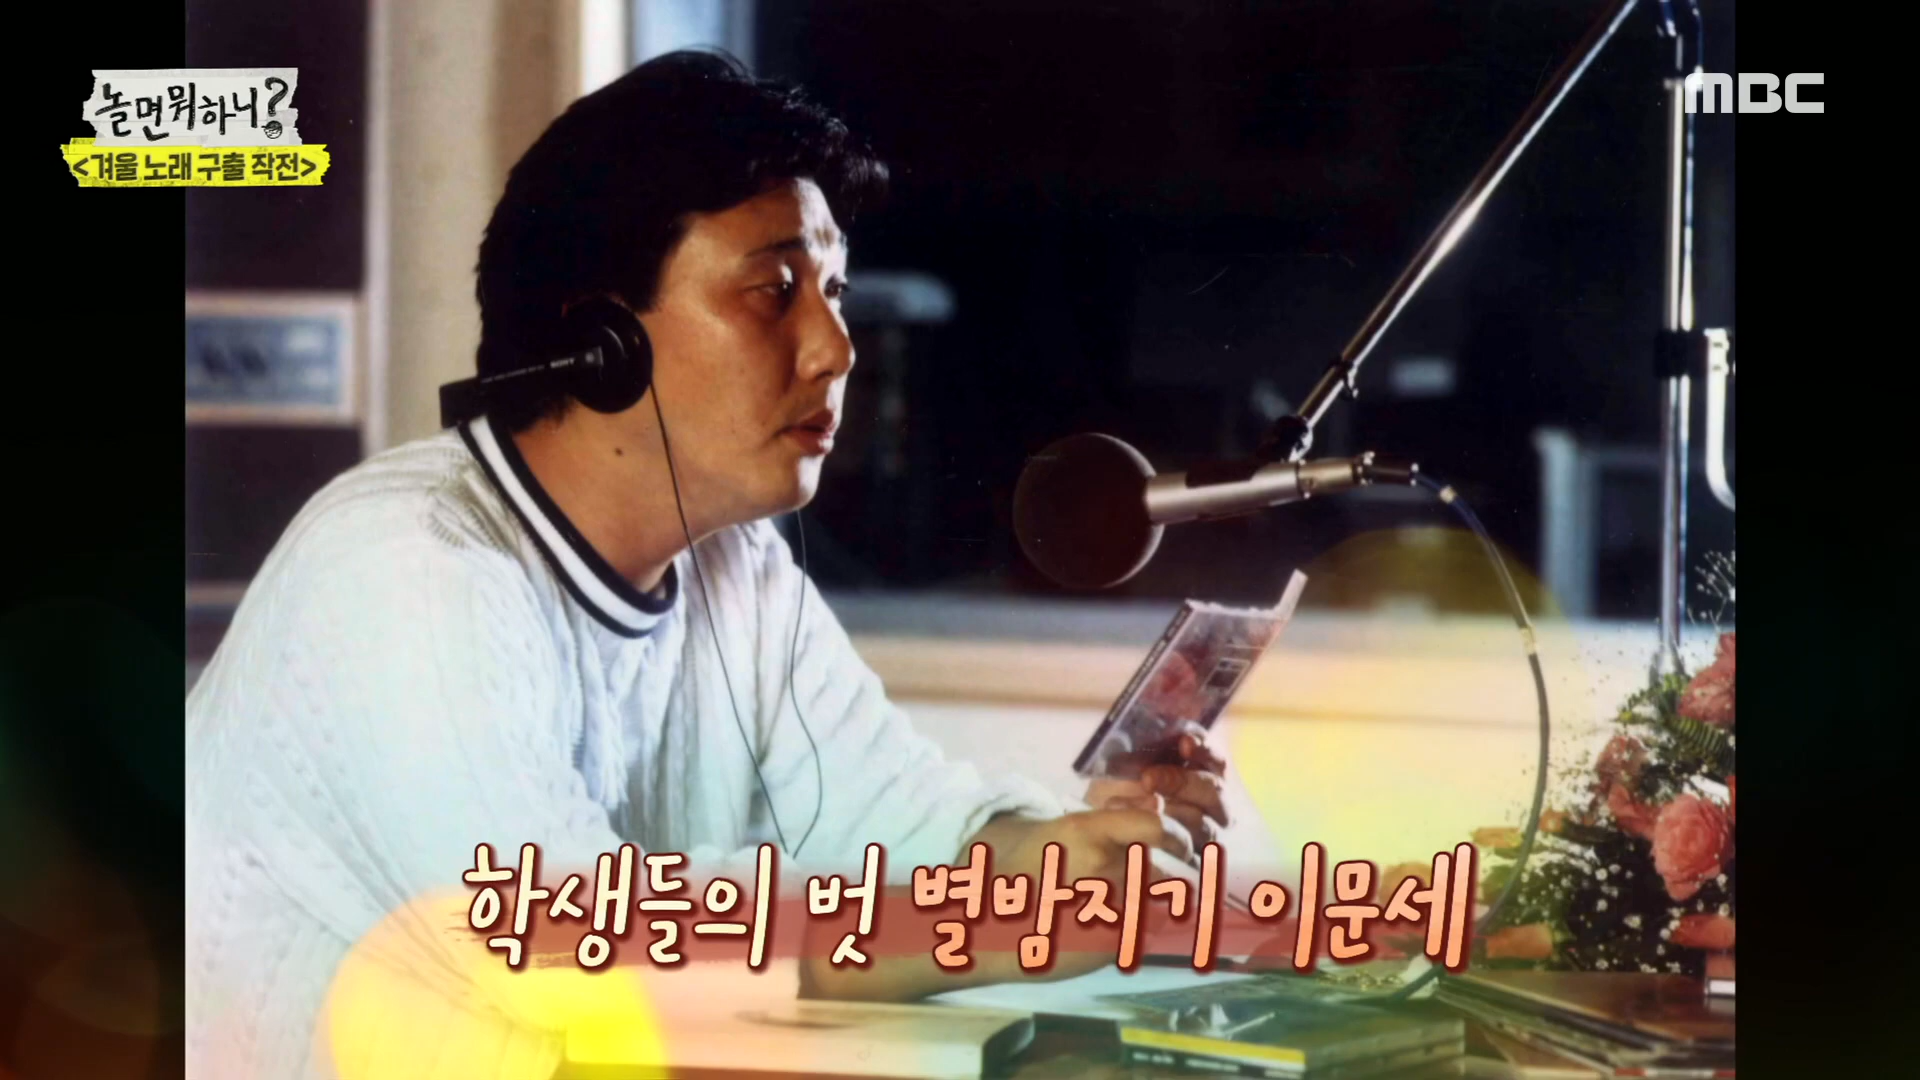 놀면 뭐하니?
<겨울 노래 구출 작전>
MBC
SONY
학생들의 벗 별밤지기 이문세